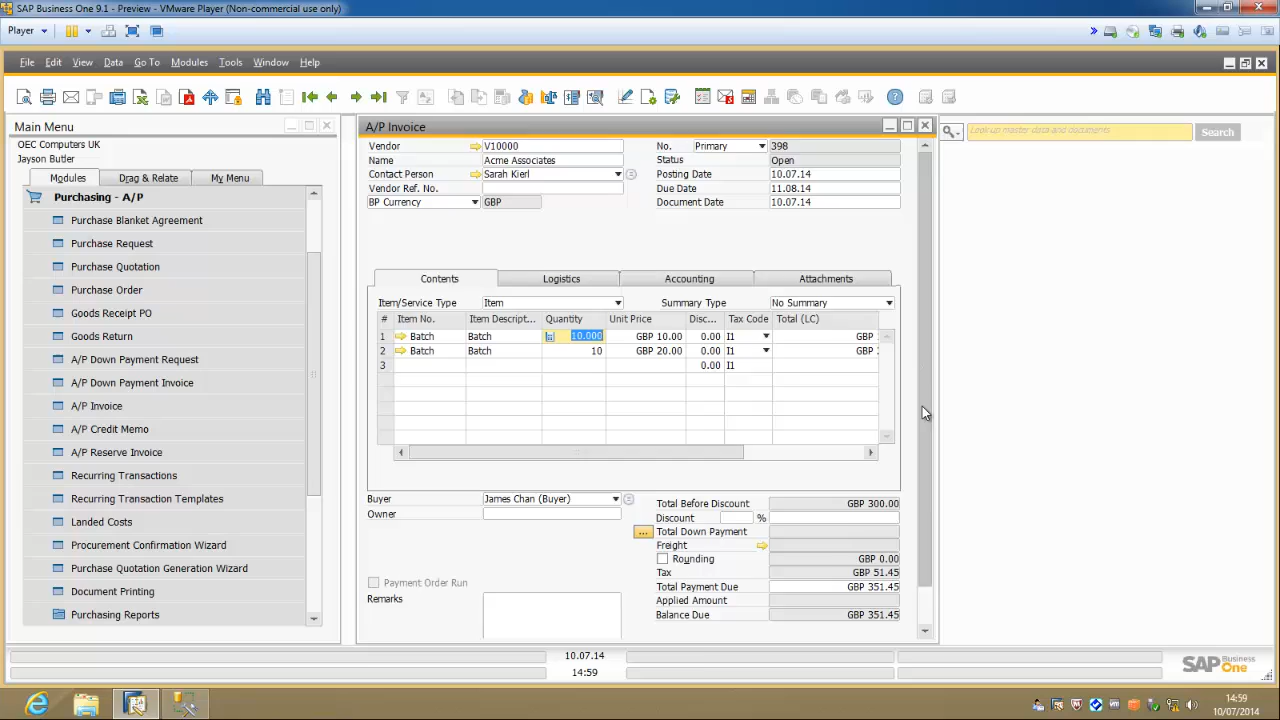 SAP Business One 9.1 - Preview - VMware Player (Non-commercial use only)
Player
File Edit View Data Go To Modules Tools Window Help
Main Menu
OEC Computers UK
Jayson Butler
Modules Drag & Relate My Menu
Purchasing - A/P
Purchase Blanket Agreement
Purchase Request
Purchase Quotation
Purchase Order
Goods Receipt PO
Goods Return
A/P Down Payment Request
A/P Down Payment Invoice
A/P Invoice
A/P Credit Memo
A/P Reserve Invoice
Recurring Transactions
Recurring Transaction Templates
Landed Costs
Procurement Confirmation Wizard
Purchase Quotation Generation Wizard
Document Printing
Purchasing Reports
A/P Invoice
Vendor V10000 No. Primary 398
Name Acme Associates Status Open
Contact Person Sarah Kierl Posting Date 10.07.14
Vendor Ref. No. Due Date 11.08.14
BP Currency GBP Document Date 10.07.14
Contents Logistics Accounting Attachments
Item/Service Type Item Summary Type No Summary
# Item No. Item Descript... Quantity Unit Price Disc... Tax Code Total (LC)
1 Batch Batch 10.000 GBP 10.00 0.00 I1 GBP
2 Batch Batch 10 GBP 20.00 0.00 I1 GBP
3 0.00 I1
Buyer James Chan (Buyer) Total Before Discount GBP 300.00
Owner Discount %
... Total Down Payment
Freight
Rounding GBP 0.00
Payment Order Run Tax GBP 51.45
Remarks Total Payment Due GBP 351.45
Applied Amount
Balance Due GBP 351.45
Look up master data and documents Search
10.07.14
14:59
SAP Business One
14:59
10/07/2014